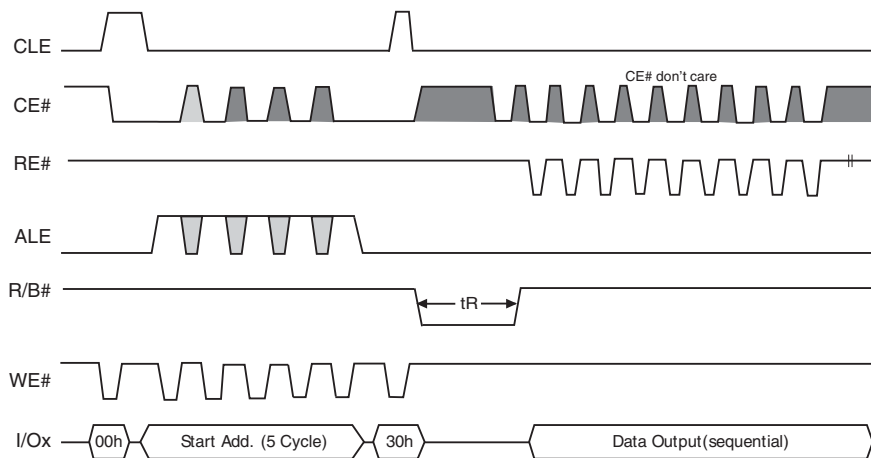 CLE
CE# don't care
CE#
RE#
ALE
R/B#
tR
WE#
I/Ox
00h
Start Add. (5 Cycle)
30h
Data Output(sequential)